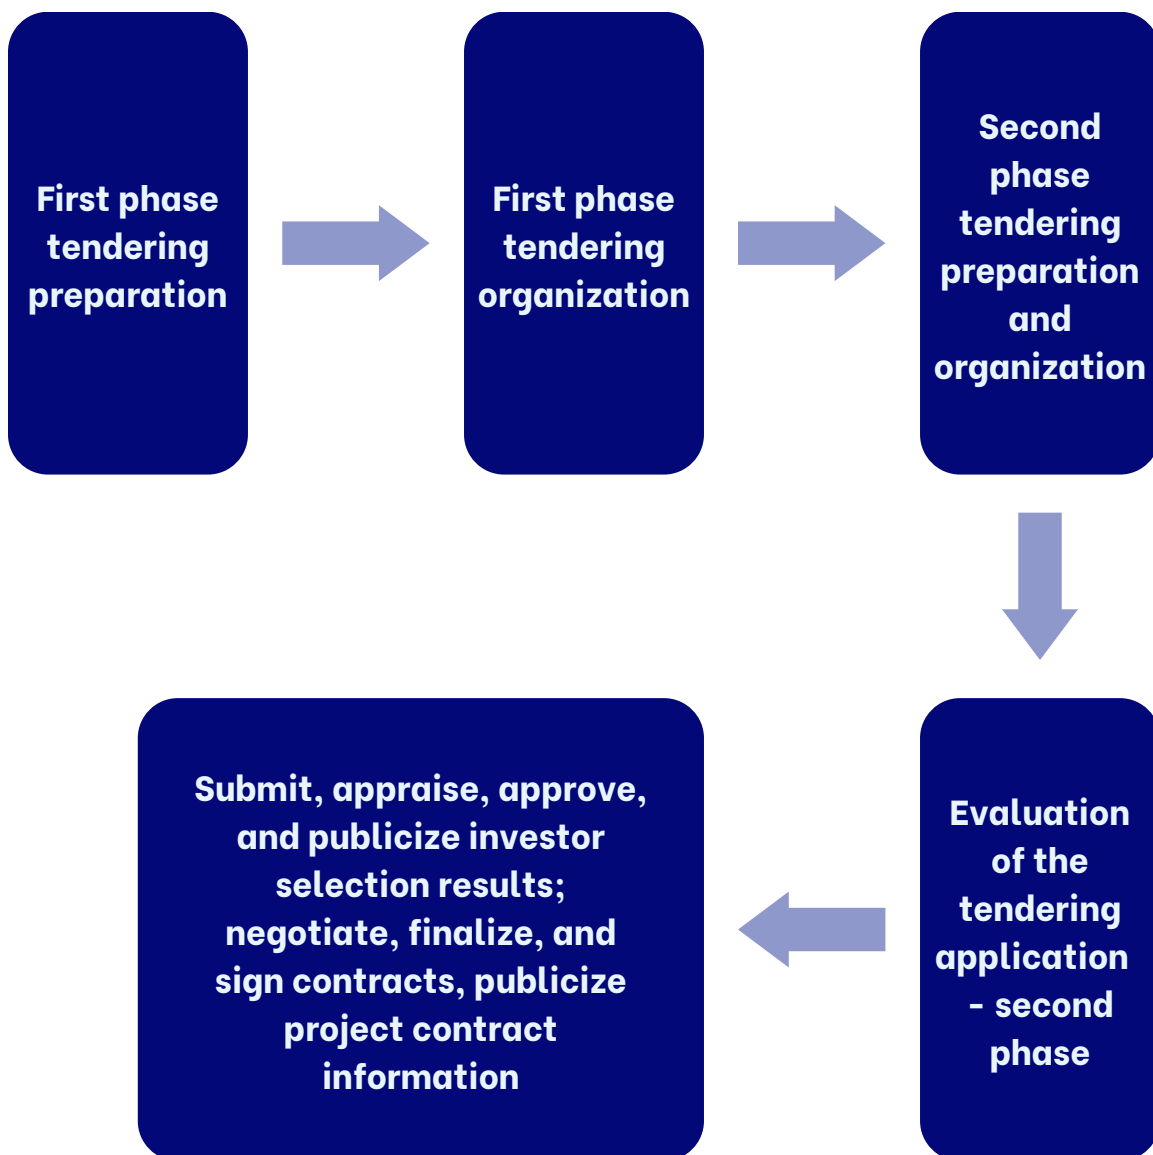 First phase
tendering
preparation
First phase
tendering
organization
Second
phase
tendering
preparation
and
organization
Evaluation
of the
tendering
application
- second
phase
Submit, appraise, approve,
and publicize investor
selection results;
negotiate, finalize, and
sign contracts, publicize
project contract
information